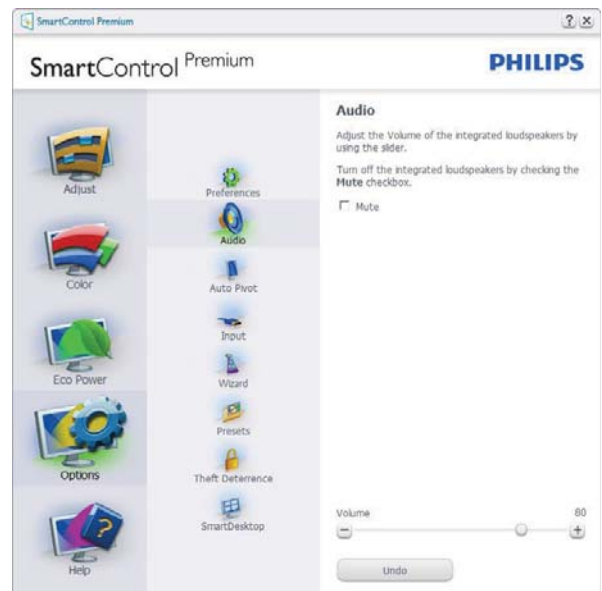 SmartControl Premium
? x
SmartControl Premium
PHILIPS
Adjust
Color
Eco Power
Options
Help
Preferences
Audio
Auto Pivot
Input
Wizard
Presets
Theft Deterrence
SmartDesktop
Audio
Adjust the Volume of the integrated loudspeakers by
using the slider.
Turn off the integrated loudspeakers by checking the
Mute checkbox.
Mute
Volume 80
Undo